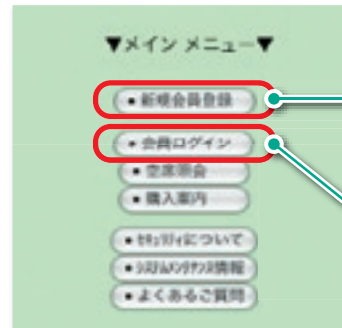 ▼メイン メニュー▼
• 新規会員登録
• 会員ログイン
• 空席照会
• 購入案内
• ｾｷｭﾘﾃｨについて
• ｼｽﾃﾑﾒﾝﾃﾅﾝｽ情報
• よくあるご質問